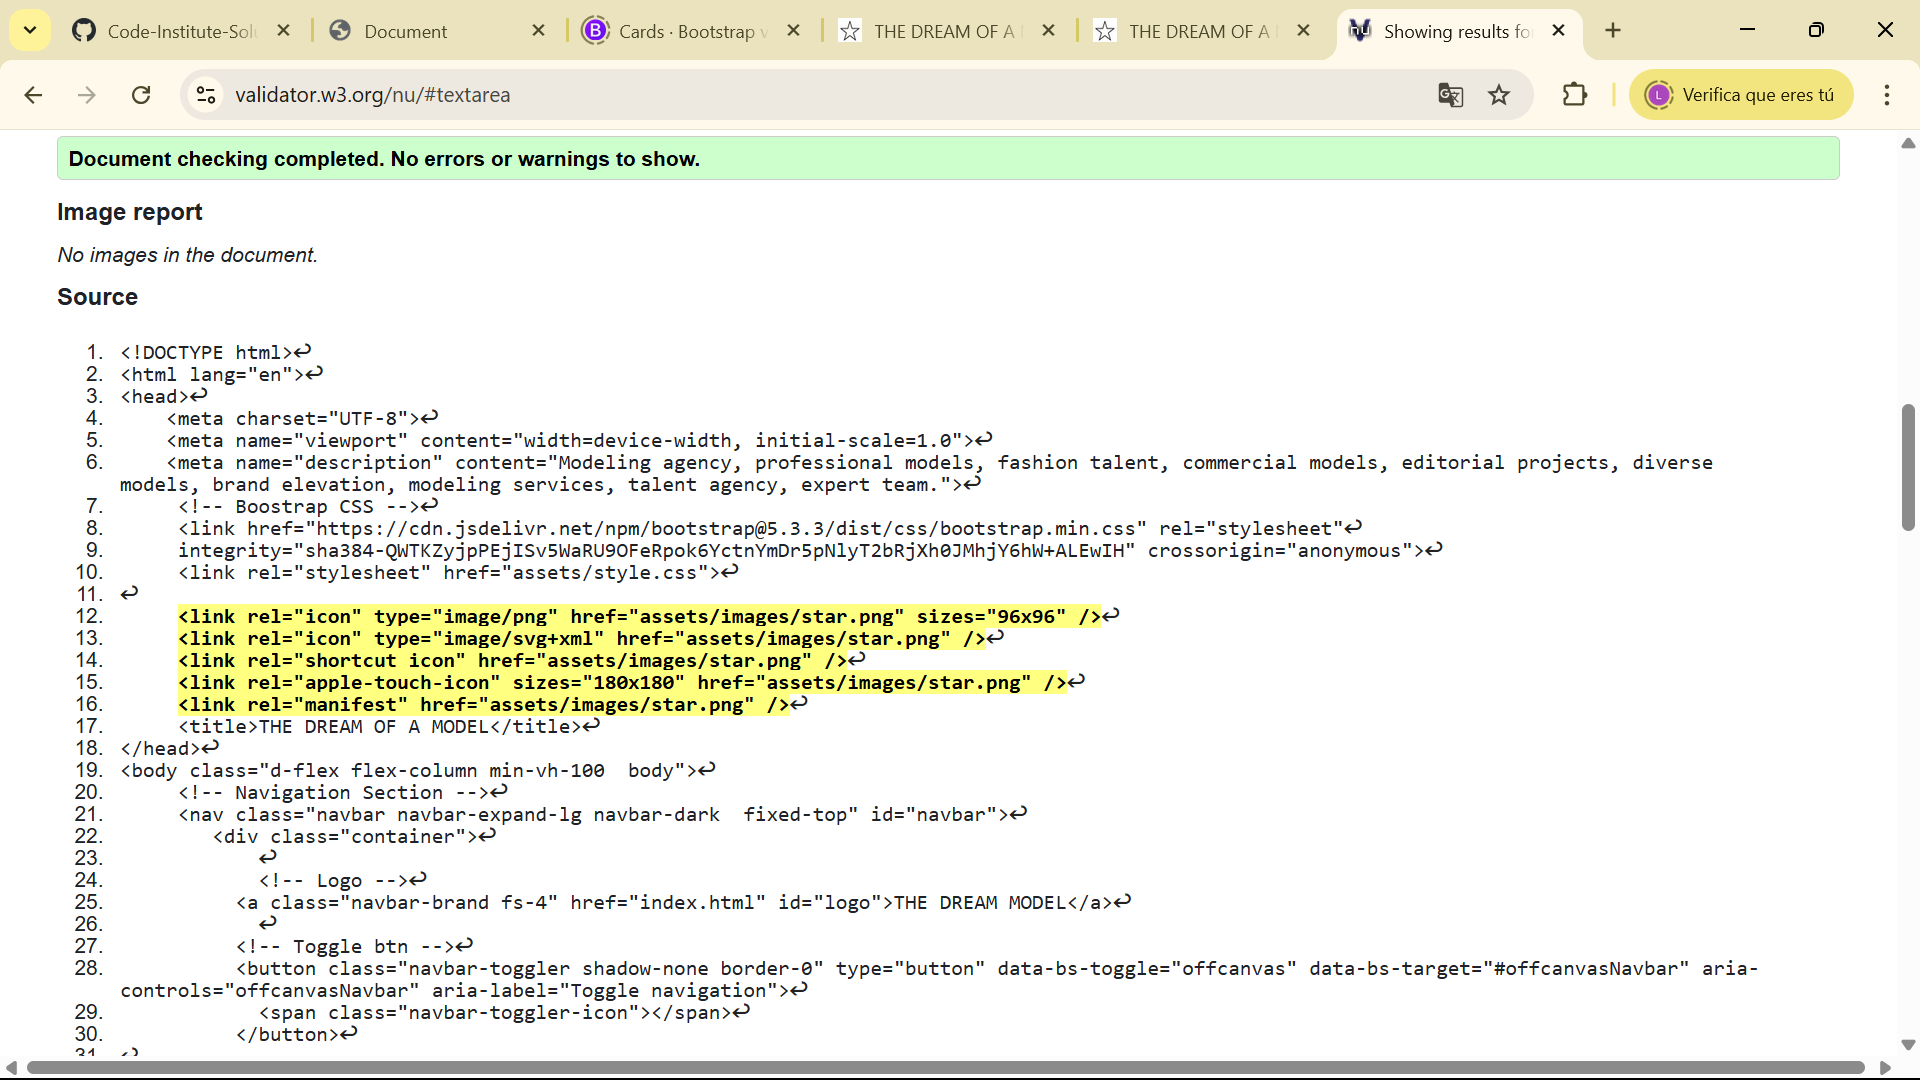 Code-Institute-Sol
Document
Cards · Bootstrap v
THE DREAM OF A
THE DREAM OF A
Showing results fo
validator.w3.org/nu/#textarea
L
Verifica que eres tú
Document checking completed. No errors or warnings to show.
Image report
No images in the document.
Source
1. <!DOCTYPE html>↩
2. <html lang="en">↩
3. <head>↩
4. <meta charset="UTF-8">↩
5. <meta name="viewport" content="width=device-width, initial-scale=1.0">↩
6. <meta name="description" content="Modeling agency, professional models, fashion talent, commercial models, editorial projects, diverse
models, brand elevation, modeling services, talent agency, expert team.">↩
7. <!-- Boostrap CSS -->↩
8. <link href="https://cdn.jsdelivr.net/npm/bootstrap@5.3.3/dist/css/bootstrap.min.css" rel="stylesheet"↩
9. integrity="sha384-QWTKZyjpPEjISv5WaRU9OFeRpok6YctnYmDr5pNlyT2bRjXh0JMhjY6hW+ALEwIH" crossorigin="anonymous">↩
10. <link rel="stylesheet" href="assets/style.css">↩
11. ↩
12. <link rel="icon" type="image/png" href="assets/images/star.png" sizes="96x96" />↩
13. <link rel="icon" type="image/svg+xml" href="assets/images/star.png" />↩
14. <link rel="shortcut icon" href="assets/images/star.png" />↩
15. <link rel="apple-touch-icon" sizes="180x180" href="assets/images/star.png" />↩
16. <link rel="manifest" href="assets/images/star.png" />↩
17. <title>THE DREAM OF A MODEL</title>↩
18. </head>↩
19. <body class="d-flex flex-column min-vh-100  body">↩
20. <!-- Navigation Section -->↩
21. <nav class="navbar navbar-expand-lg navbar-dark  fixed-top" id="navbar">↩
22. <div class="container">↩
23. ↩
24. <!-- Logo -->↩
25. <a class="navbar-brand fs-4" href="index.html" id="logo">THE DREAM MODEL</a>↩
26. ↩
27. <!-- Toggle btn -->↩
28. <button class="navbar-toggler shadow-none border-0" type="button" data-bs-toggle="offcanvas" data-bs-target="#offcanvasNavbar" aria-
controls="offcanvasNavbar" aria-label="Toggle navigation">↩
29. <span class="navbar-toggler-icon"></span>↩
30. </button>↩
31. ↩